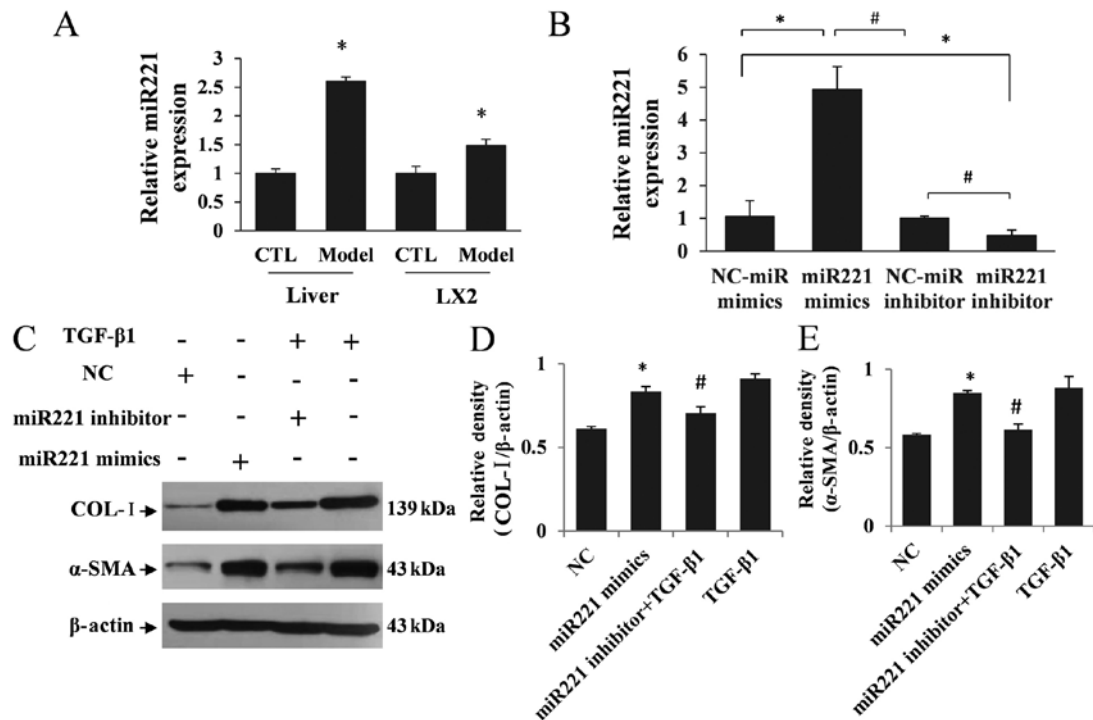 A
Relative miR221
expression
3
2.5
2
1.5
1
0.5
0
*
*
CTL
Model
CTL
Model
Liver
LX2
B
Relative miR221
expression
6
5
4
3
2
1
0
*
#
*
#
NC-miR
mimics
miR221
mimics
NC-miR
inhibitor
miR221
inhibitor
C
TGF-β1 - - + +
NC + - - -
miR221 inhibitor - - + -
miR221 mimics - + - -
COL-I 139 kDa
α-SMA 43 kDa
β-actin 43 kDa
D
Relative density
(COL-I/β-actin)
1
0.5
0
*
#
NC
miR221 mimics
miR221 inhibitor+TGF-β1
TGF-β1
E
Relative density
(α-SMA/β-actin)
1
0.5
0
*
#
NC
miR221 mimics
miR221 inhibitor+TGF-β1
TGF-β1